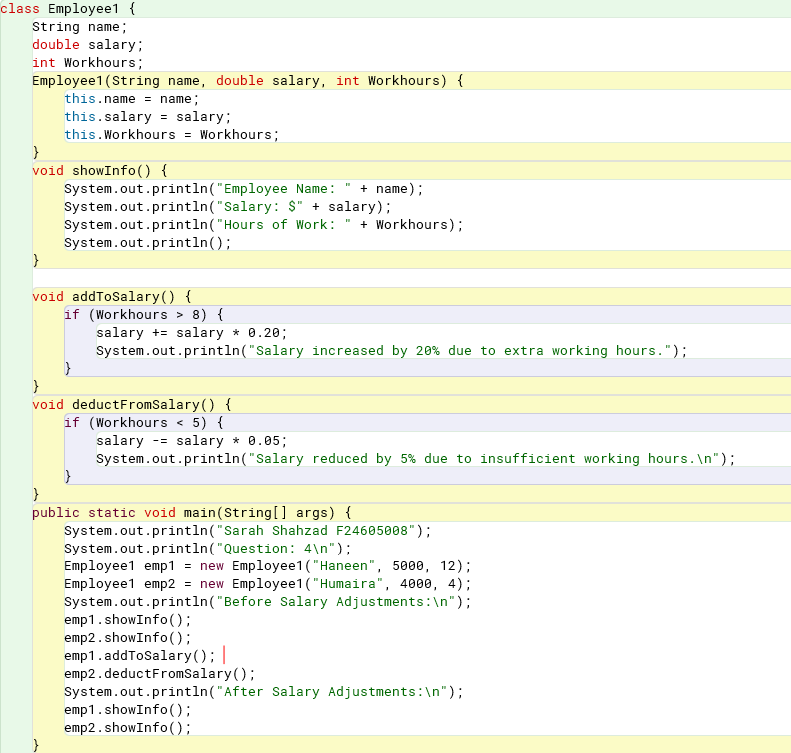 class Employee1 {
    String name;
    double salary;
    int Workhours;
    Employee1(String name, double salary, int Workhours) {
        this.name = name;
        this.salary = salary;
        this.Workhours = Workhours;
    }
    void showInfo() {
        System.out.println("Employee Name: " + name);
        System.out.println("Salary: $" + salary);
        System.out.println("Hours of Work: " + Workhours);
        System.out.println();
    }

    void addToSalary() {
        if (Workhours > 8) {
            salary += salary * 0.20;
            System.out.println("Salary increased by 20% due to extra working hours.");
        }
    }
    void deductFromSalary() {
        if (Workhours < 5) {
            salary -= salary * 0.05;
            System.out.println("Salary reduced by 5% due to insufficient working hours.\n");
        }
    }
    public static void main(String[] args) {
        System.out.println("Sarah Shahzad F24605008");
        System.out.println("Question: 4\n");
        Employee1 emp1 = new Employee1("Haneen", 5000, 12);
        Employee1 emp2 = new Employee1("Humaira", 4000, 4);
        System.out.println("Before Salary Adjustments:\n");
        emp1.showInfo();
        emp2.showInfo();
        emp1.addToSalary();
        emp2.deductFromSalary();
        System.out.println("After Salary Adjustments:\n");
        emp1.showInfo();
        emp2.showInfo();
    }